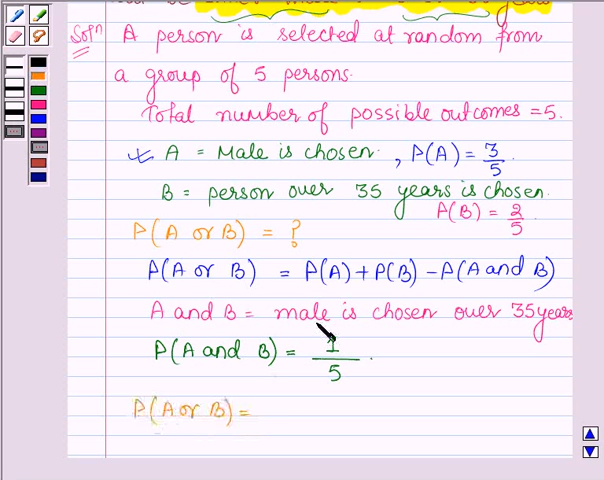 Solⁿ A person is selected at random from
a group of 5 persons.
Total number of possible outcomes = 5.
A = Male is chosen. , P(A) = 3/5.
B = person over 35 years is chosen.
P(B) = 2/5
P(A or B) = ?
P(A or B) = P(A) + P(B) - P(A and B)
A and B = male is chosen over 35 years
P(A and B) = 1/5.
P(A or B) =